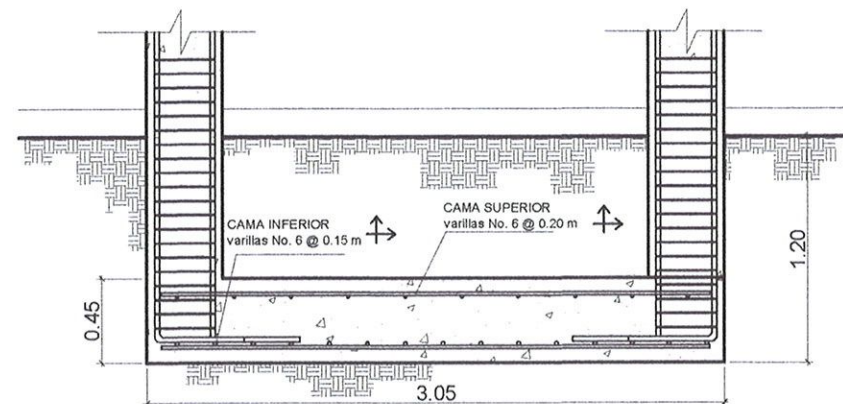 CAMA INFERIOR
varillas No. 6 @ 0.15 m
CAMA SUPERIOR
varillas No. 6 @ 0.20 m
1.20
0.45
3.05